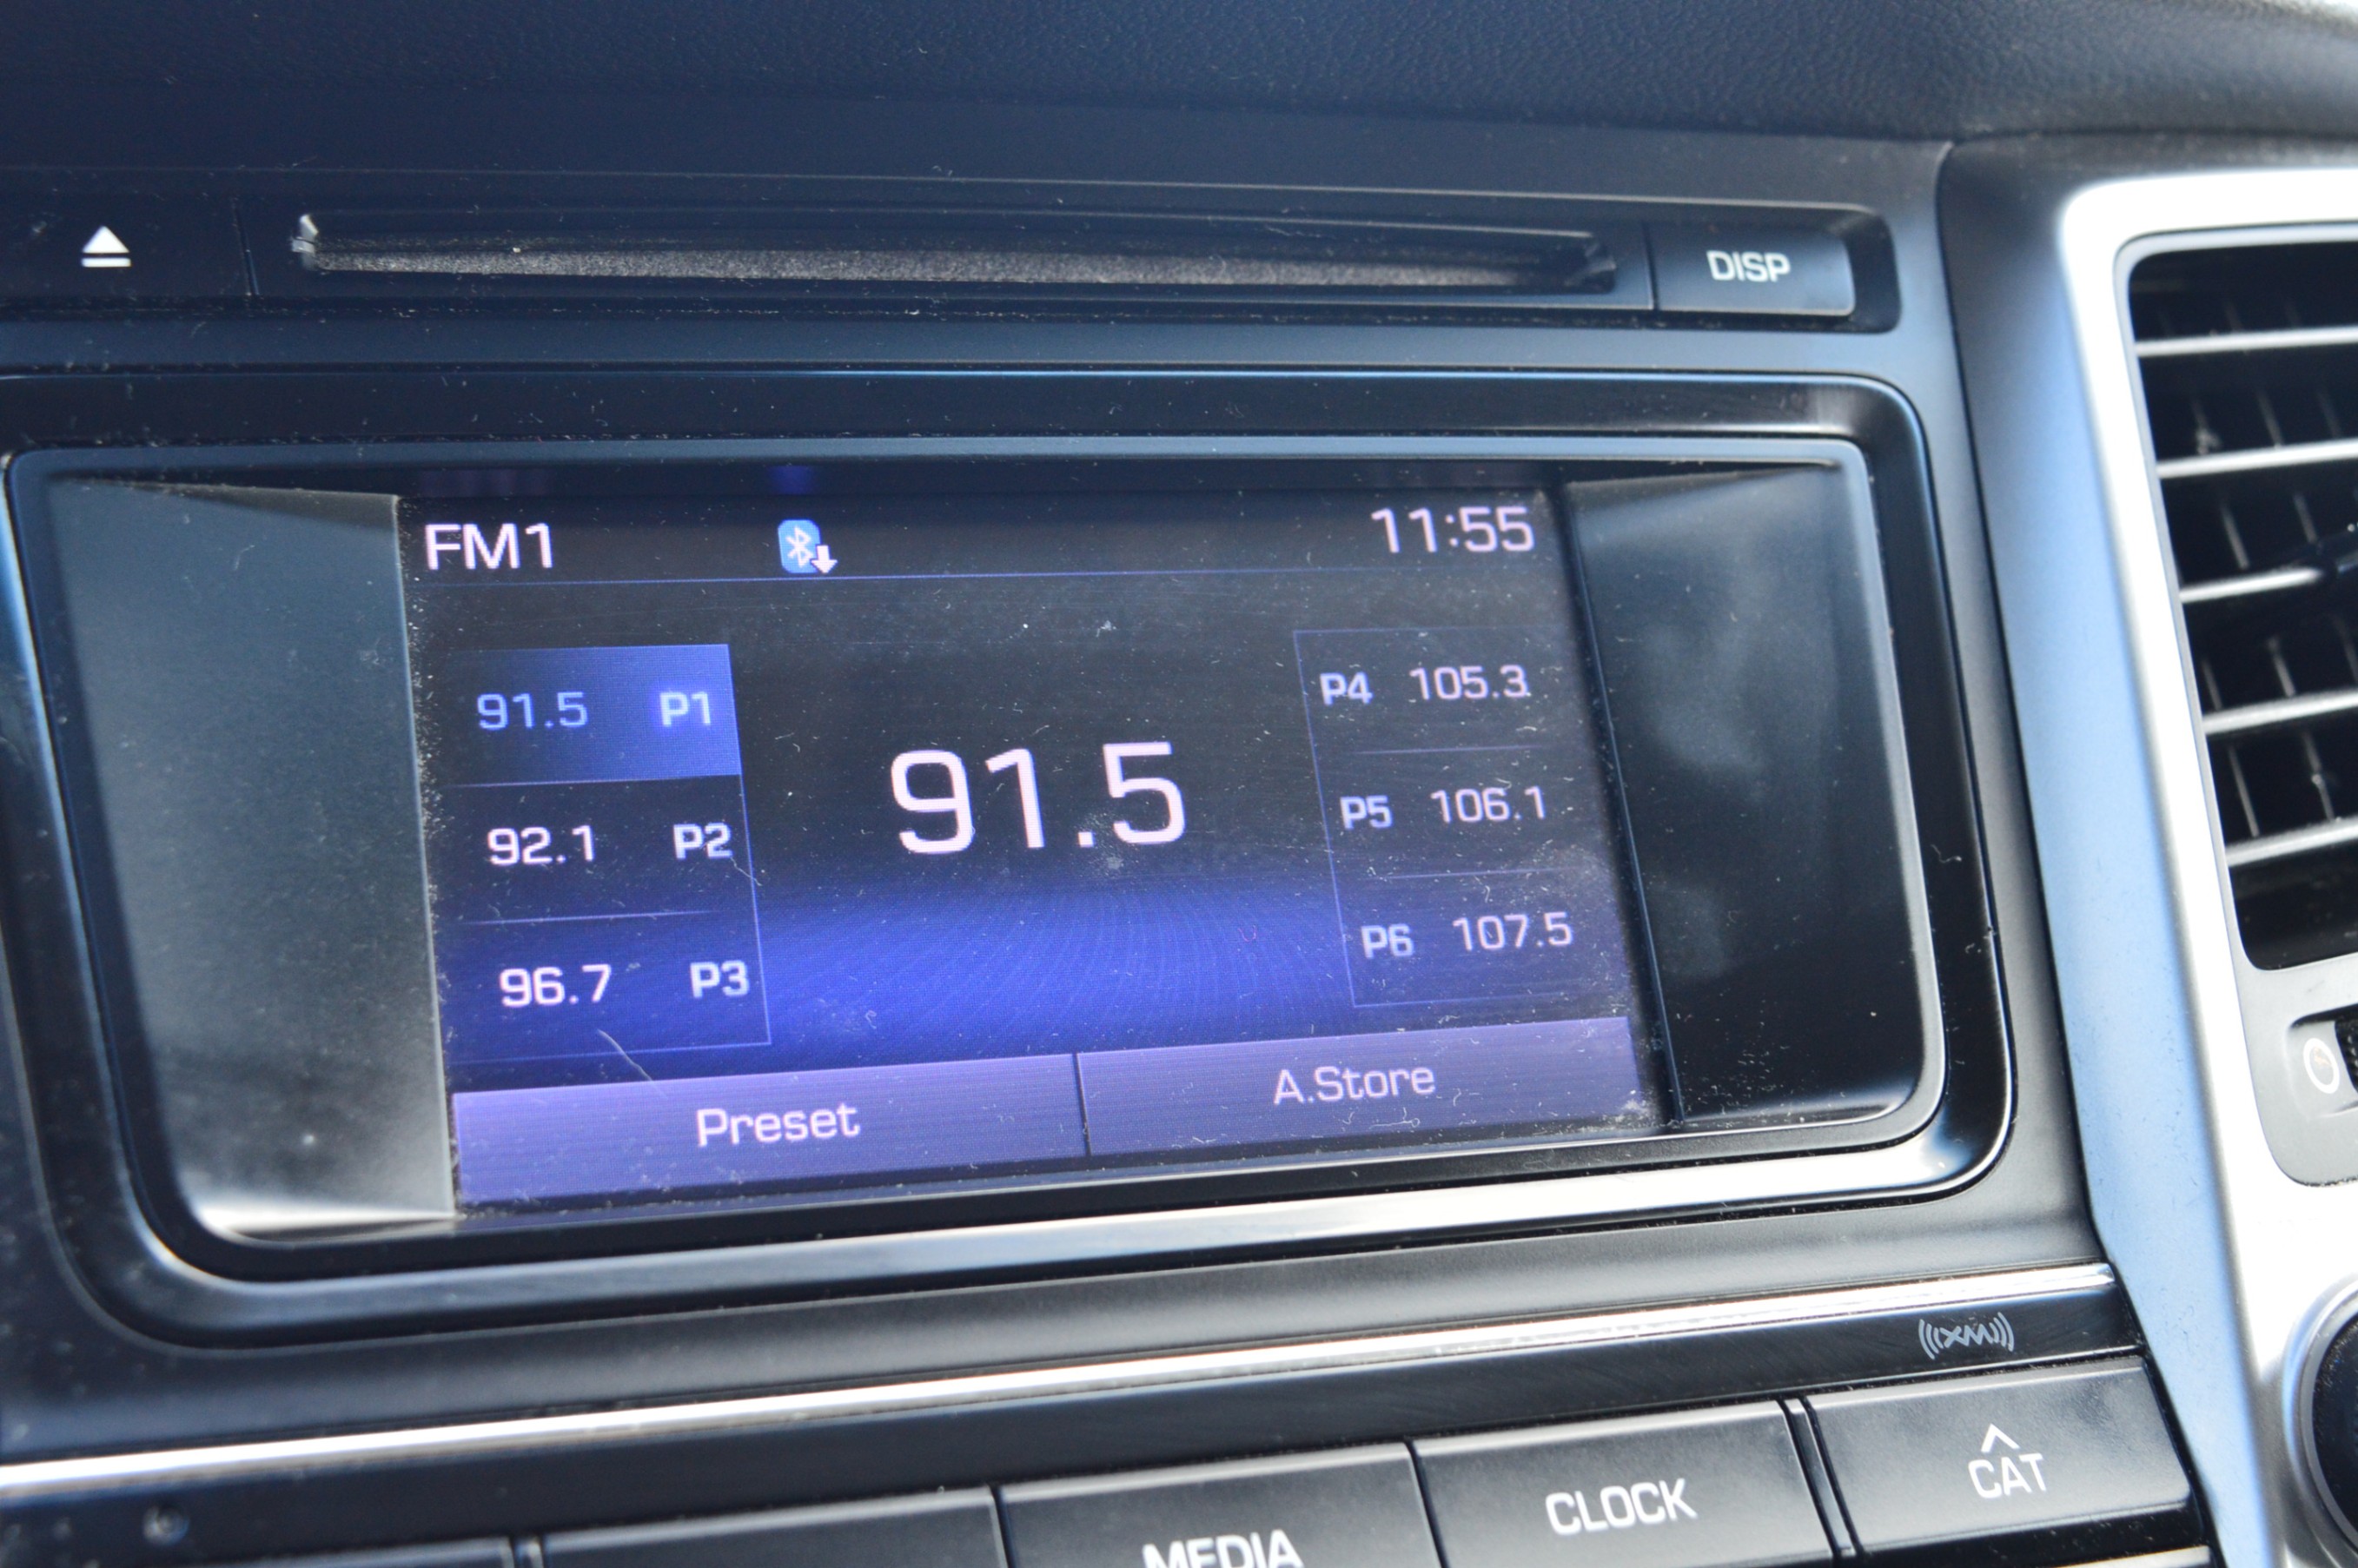 DISP
FM1 11:55
91.5 P1
92.1 P2
96.7 P3
91.5
P4 105.3
P5 106.1
P6 107.5
Preset A.Store
((XM))
MEDIA CLOCK CAT